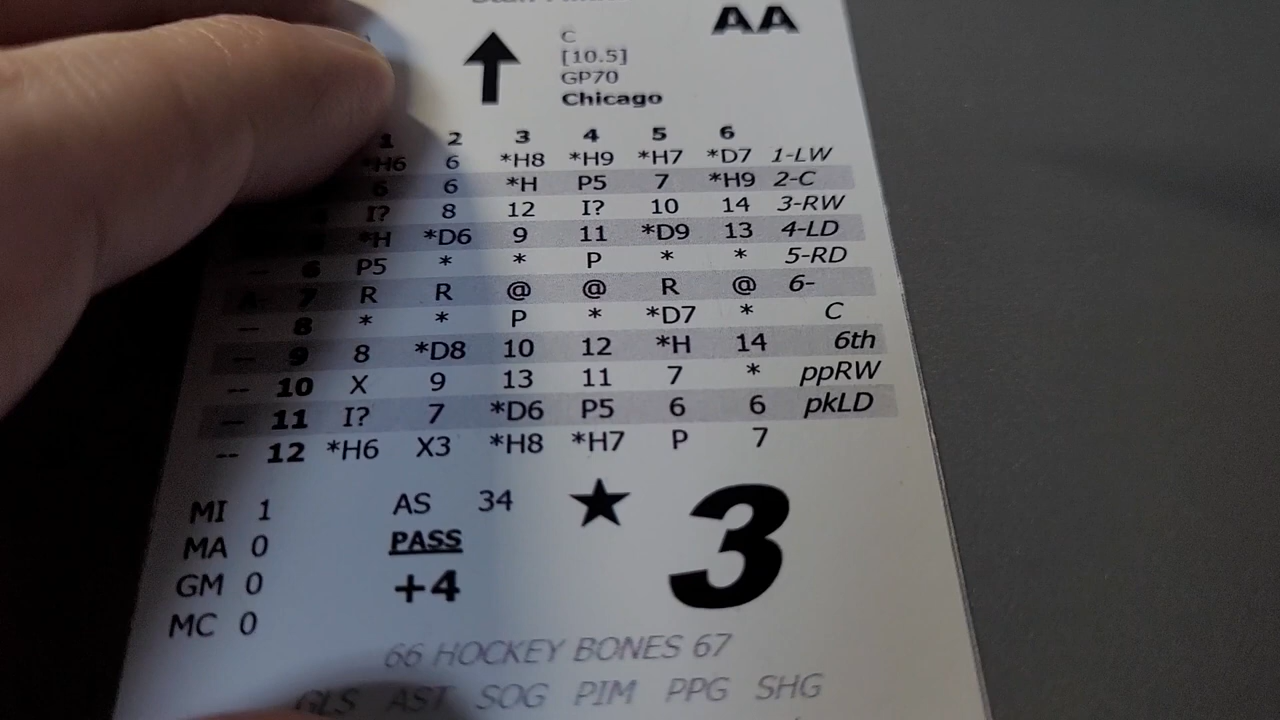 AA
C
[10.5]
GP70
Chicago
1 2 3 4 5 6
*H6 6 *H8 *H9 *H7 *D7 1-LW
6 6 *H P5 7 *H9 2-C
I? 8 12 I? 10 14 3-RW
*H *D6 9 11 *D9 13 4-LD
-- 6 P5 * * P * * 5-RD
7 R R @ @ R @ 6-
-- 8 * * P * *D7 * C
-- 9 8 *D8 10 12 *H 14 6th
-- 10 X 9 13 11 7 * ppRW
-- 11 I? 7 *D6 P5 6 6 pkLD
-- 12 *H6 X3 *H8 *H7 P 7
MI 1 AS 34 ★ 3
MA 0 PASS
GM 0 +4
MC 0
66 HOCKEY BONES 67
GLS AST SOG PIM PPG SHG